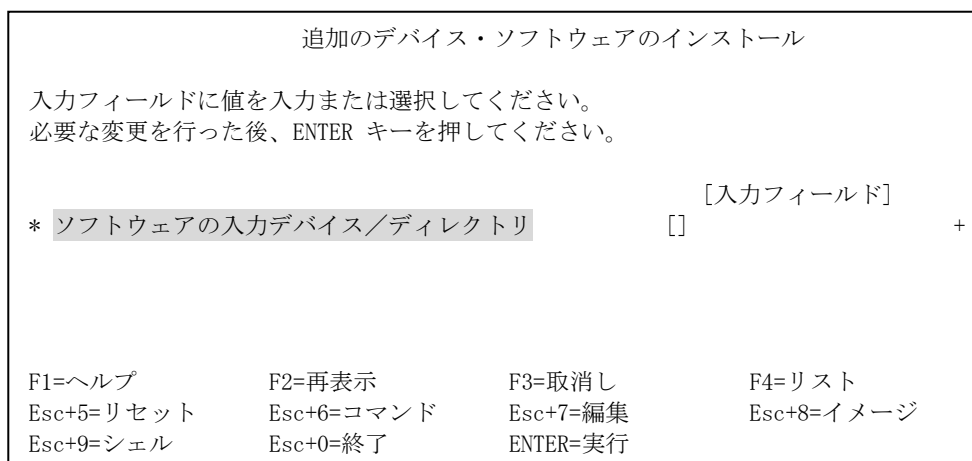 追加のデバイス・ソフトウェアのインストール
入力フィールドに値を入力または選択してください。
必要な変更を行った後、ENTER キーを押してください。
[入力フィールド]
* ソフトウェアの入力デバイス／ディレクトリ [] +
F1=ヘルプ F2=再表示 F3=取消し F4=リスト
Esc+5=リセット Esc+6=コマンド Esc+7=編集 Esc+8=イメージ
Esc+9=シェル Esc+0=終了 ENTER=実行